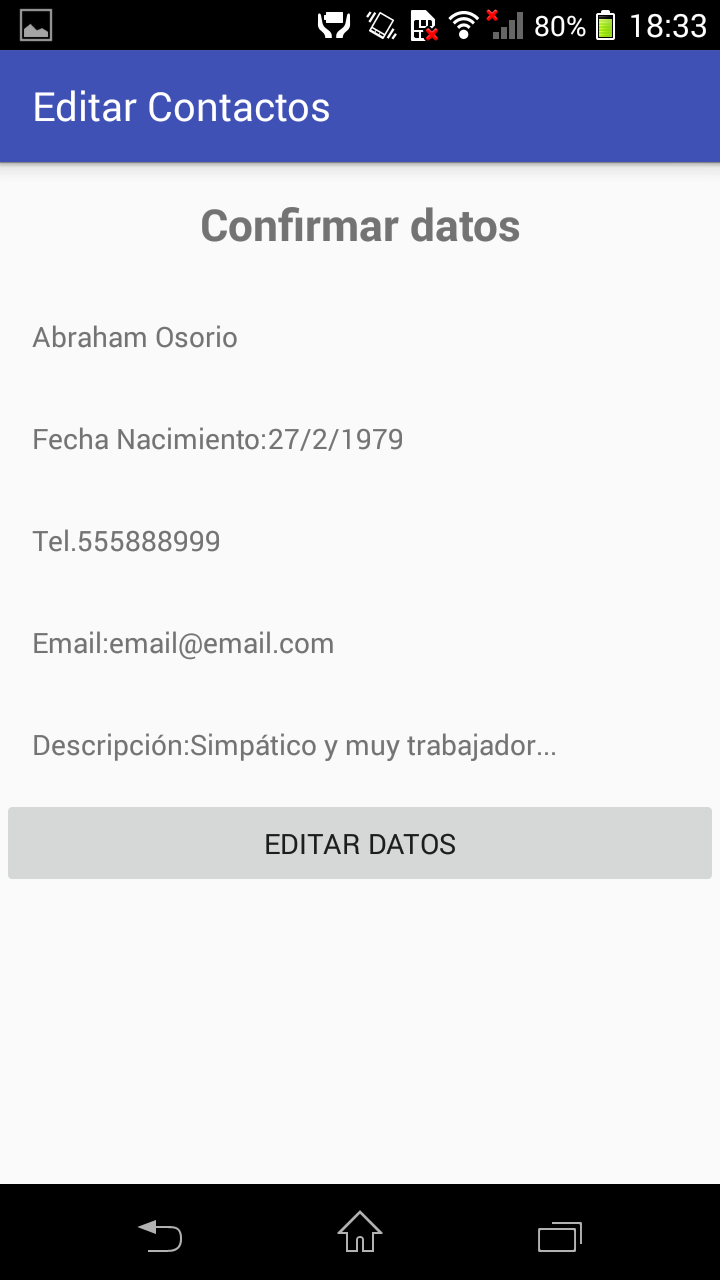 80% 18:33
Editar Contactos
Confirmar datos
Abraham Osorio
Fecha Nacimiento:27/2/1979
Tel.555888999
Email:email@email.com
Descripción:Simpático y muy trabajador...
EDITAR DATOS